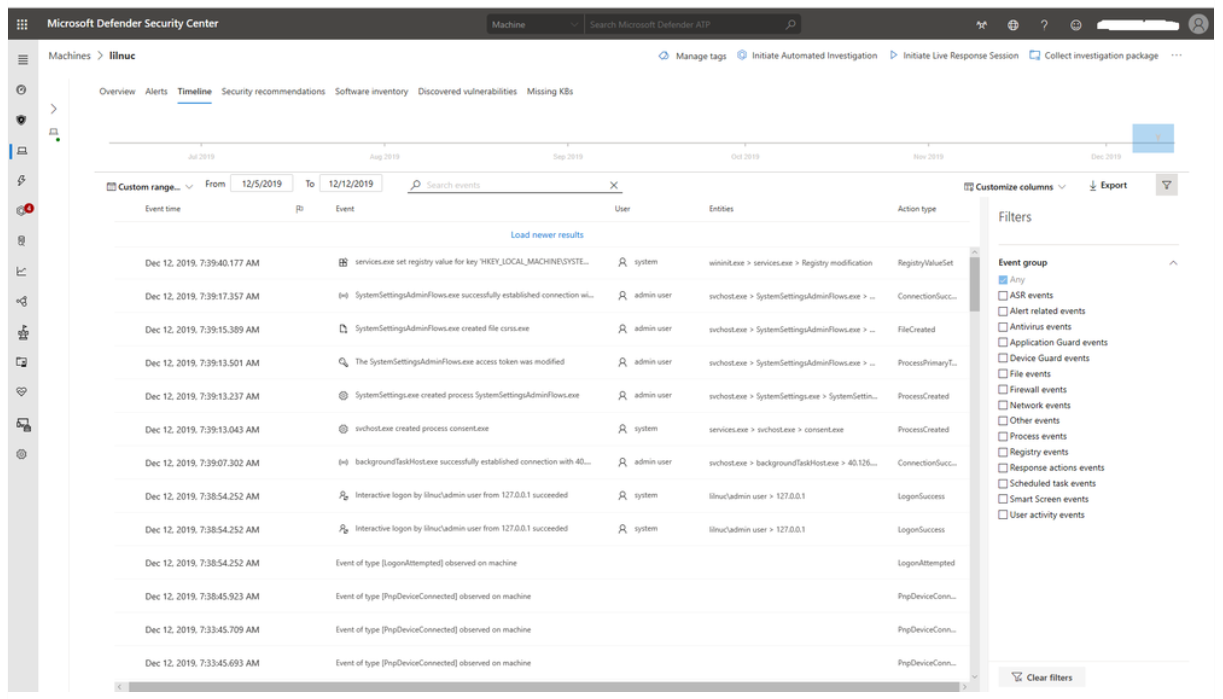 Microsoft Defender Security Center Machine Search Microsoft Defender ATP ?
Machines > lilnuc Manage tags Initiate Automated Investigation Initiate Live Response Session Collect investigation package ...
Overview Alerts Timeline Security recommendations Software inventory Discovered vulnerabilities Missing KBs
Jul 2019 Aug 2019 Sep 2019 Oct 2019 Nov 2019 Dec 2019
Custom range... From 12/5/2019 To 12/12/2019 Search events Customize columns Export
Event time Event User Entities Action type
Load newer results
Dec 12, 2019, 7:39:40.177 AM services.exe set registry value for key 'HKEY_LOCAL_MACHINE\SYSTE... system wininit.exe > services.exe > Registry modification RegistryValueSet
Dec 12, 2019, 7:39:17.357 AM SystemSettingsAdminFlows.exe successfully established connection wi... admin user svchost.exe > SystemSettingsAdminFlows.exe > ... ConnectionSucc...
Dec 12, 2019, 7:39:15.389 AM SystemSettingsAdminFlows.exe created file csrss.exe admin user svchost.exe > SystemSettingsAdminFlows.exe > ... FileCreated
Dec 12, 2019, 7:39:13.501 AM The SystemSettingsAdminFlows.exe access token was modified admin user svchost.exe > SystemSettingsAdminFlows.exe > ... ProcessPrimaryT...
Dec 12, 2019, 7:39:13.237 AM SystemSettings.exe created process SystemSettingsAdminFlows.exe admin user svchost.exe > SystemSettings.exe > SystemSettin... ProcessCreated
Dec 12, 2019, 7:39:13.043 AM svchost.exe created process consent.exe system services.exe > svchost.exe > consent.exe ProcessCreated
Dec 12, 2019, 7:39:07.302 AM backgroundTaskHost.exe successfully established connection with 40.... admin user svchost.exe > backgroundTaskHost.exe > 40.126.... ConnectionSucc...
Dec 12, 2019, 7:38:54.252 AM Interactive logon by lilnuc\admin user from 127.0.0.1 succeeded system lilnuc\admin user > 127.0.0.1 LogonSuccess
Dec 12, 2019, 7:38:54.252 AM Interactive logon by lilnuc\admin user from 127.0.0.1 succeeded system lilnuc\admin user > 127.0.0.1 LogonSuccess
Dec 12, 2019, 7:38:54.252 AM Event of type [LogonAttempted] observed on machine LogonAttempted
Dec 12, 2019, 7:38:45.923 AM Event of type [PnpDeviceConnected] observed on machine PnpDeviceConn...
Dec 12, 2019, 7:33:45.709 AM Event of type [PnpDeviceConnected] observed on machine PnpDeviceConn...
Dec 12, 2019, 7:33:45.693 AM Event of type [PnpDeviceConnected] observed on machine PnpDeviceConn...
4
Filters
Event group
Any
ASR events
Alert related events
Antivirus events
Application Guard events
Device Guard events
File events
Firewall events
Network events
Other events
Process events
Registry events
Response actions events
Scheduled task events
Smart Screen events
User activity events
Clear filters